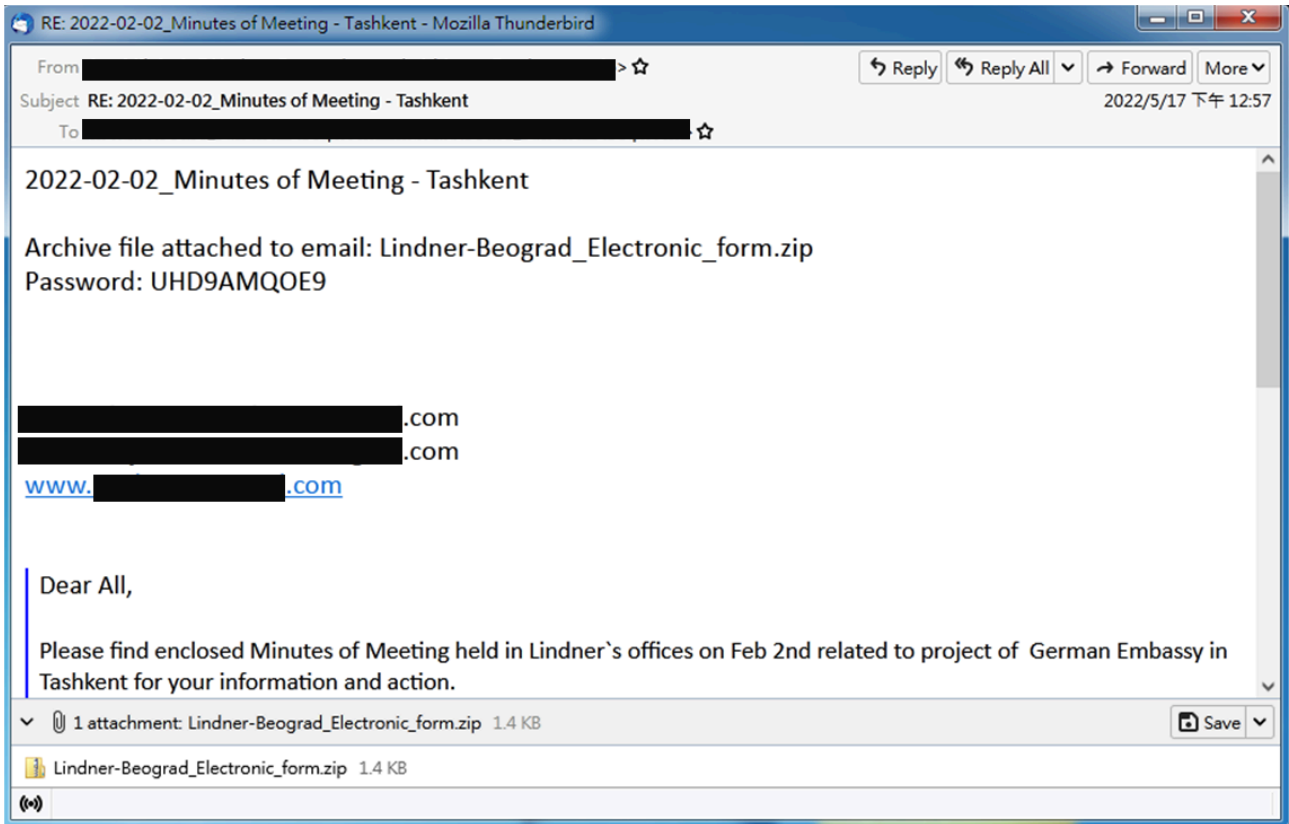 RE: 2022-02-02_Minutes of Meeting - Tashkent - Mozilla Thunderbird
From > Reply Reply All Forward More
Subject RE: 2022-02-02_Minutes of Meeting - Tashkent 2022/5/17 下午 12:57
To
2022-02-02_Minutes of Meeting - Tashkent
Archive file attached to email: Lindner-Beograd_Electronic_form.zip
Password: UHD9AMQOE9
.com
.com
www. .com
Dear All,
Please find enclosed Minutes of Meeting held in Lindner`s offices on Feb 2nd related to project of German Embassy in
Tashkent for your information and action.
1 attachment: Lindner-Beograd_Electronic_form.zip 1.4 KB Save
Lindner-Beograd_Electronic_form.zip 1.4 KB